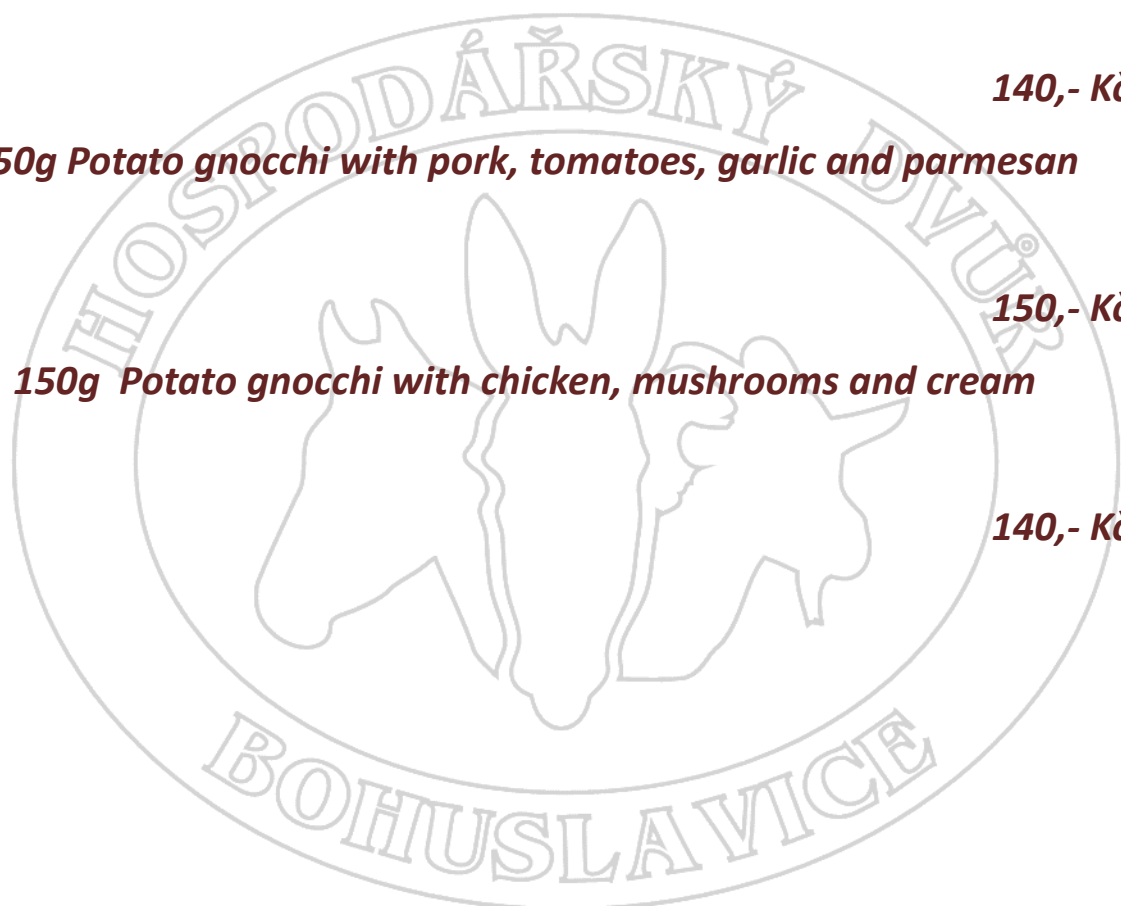 HOSPODÁŘSKÝ DVŮR
140,- Kč
50g Potato gnocchi with pork, tomatoes, garlic and parmesan
150,- Kč
150g Potato gnocchi with chicken, mushrooms and cream
140,- Kč
BOHUSLAVICE